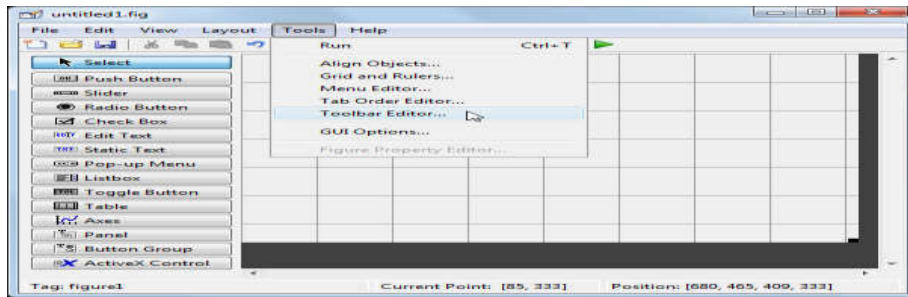 untitled1.fig
File Edit View Layout Tools Help
Run Ctrl+T
Align Objects...
Grid and Rulers...
Menu Editor...
Tab Order Editor...
Toolbar Editor...
GUI Options...
Figure Property Editor...
Select
Push Button
Slider
Radio Button
Check Box
Edit Text
Static Text
Pop-up Menu
Listbox
Toggle Button
Table
Axes
Panel
Button Group
ActiveX Control
Tag: figure1 Current Point: [85, 333] Position: [680, 465, 409, 333]